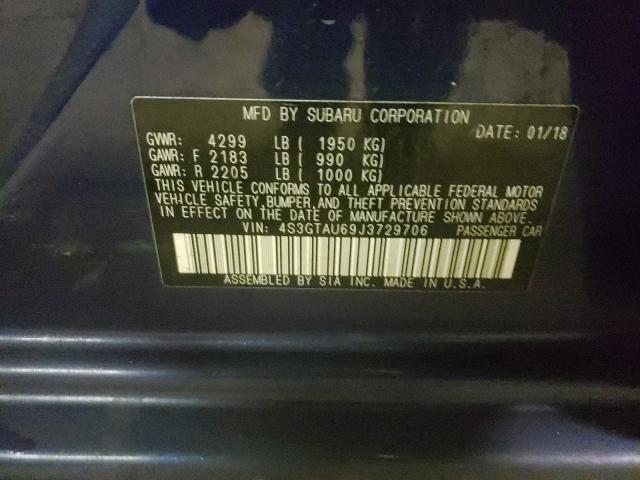 MFD BY SUBARU CORPORATION
DATE: 01/18
GVWR: 4299 LB ( 1950 KG)
GAWR: F 2183 LB ( 990 KG)
GAWR: R 2205 LB ( 1000 KG)
THIS VEHICLE CONFORMS TO ALL APPLICABLE FEDERAL MOTOR
VEHICLE SAFETY, BUMPER, AND THEFT PREVENTION STANDARDS
IN EFFECT ON THE DATE OF MANUFACTURE SHOWN ABOVE.
VIN: 4S3GTAU69J3729706 PASSENGER CAR
ASSEMBLED BY SIA INC. MADE IN U.S.A.